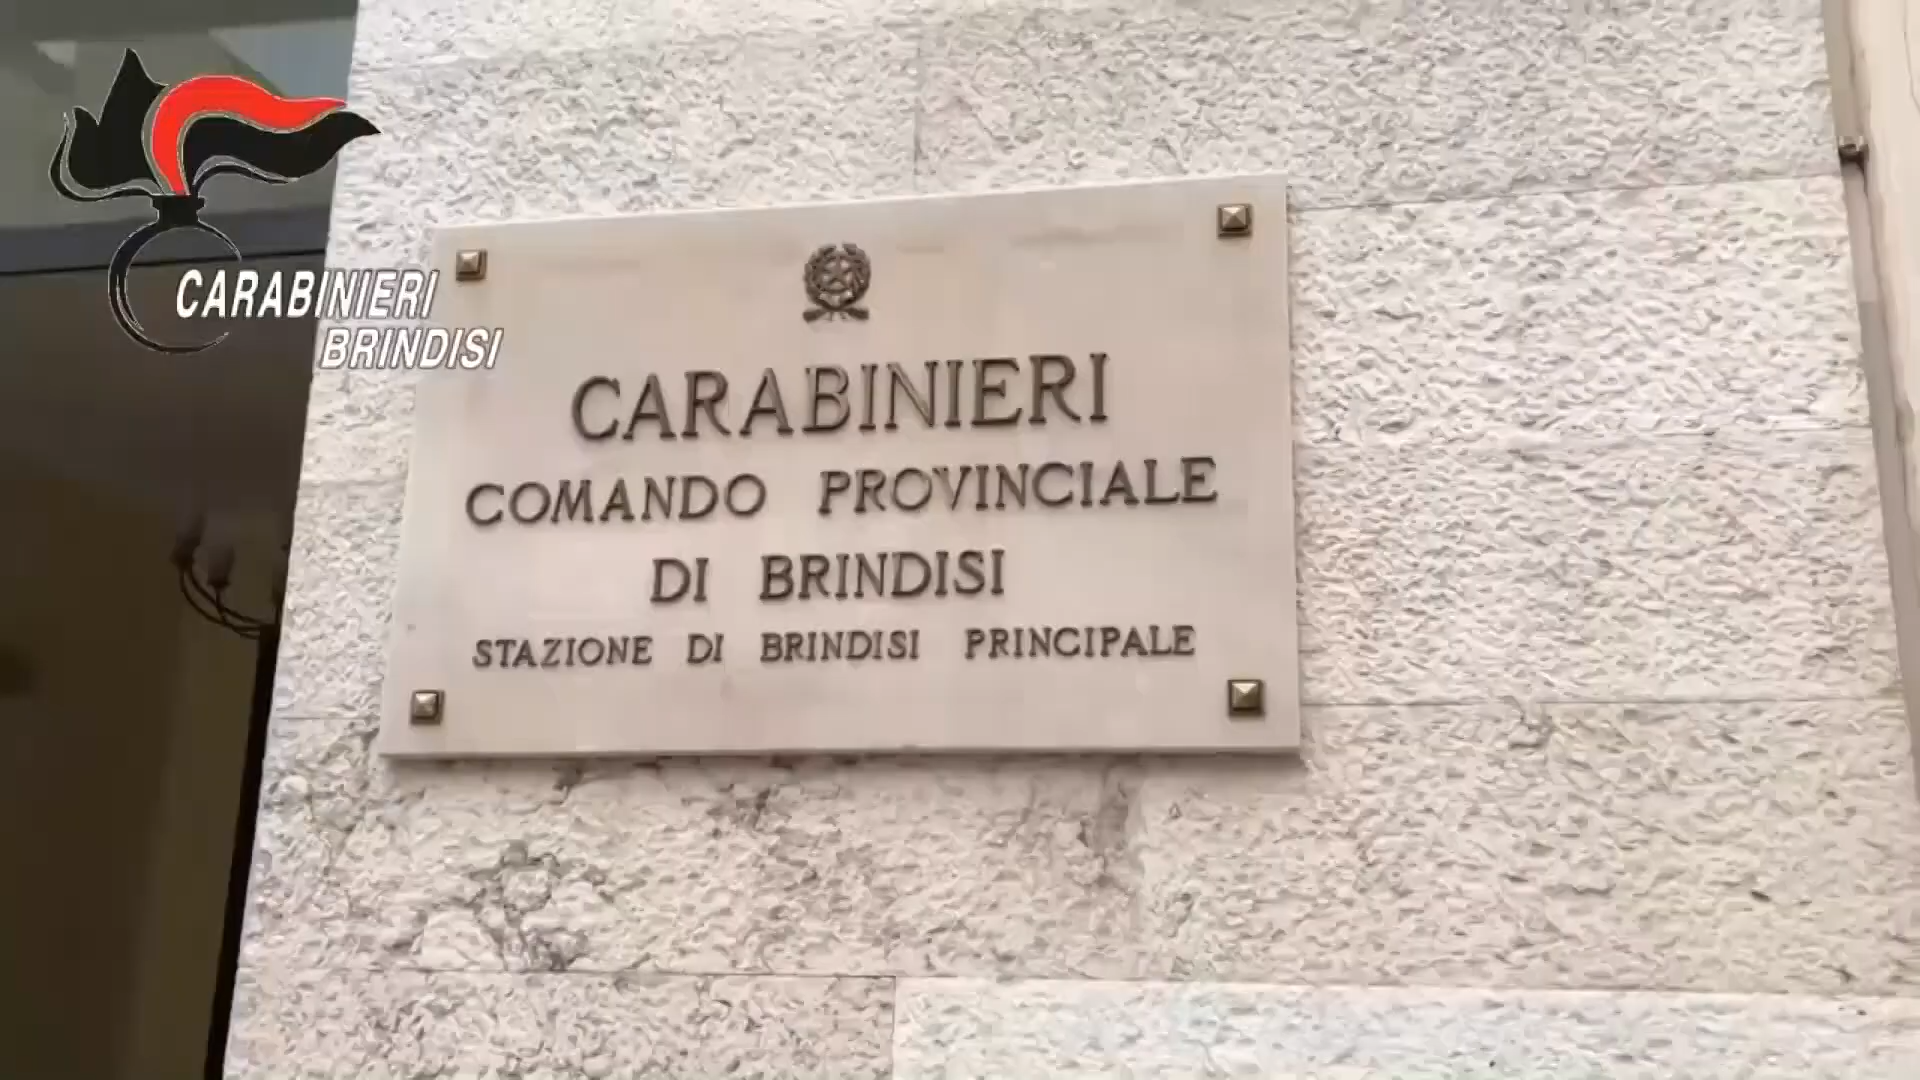 CARABINIERI
BRINDISI
CARABINIERI
COMANDO PROVINCIALE
DI BRINDISI
STAZIONE DI BRINDISI PRINCIPALE